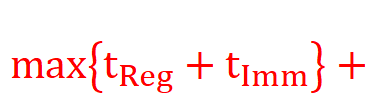 max{t_Reg + t_Imm} +